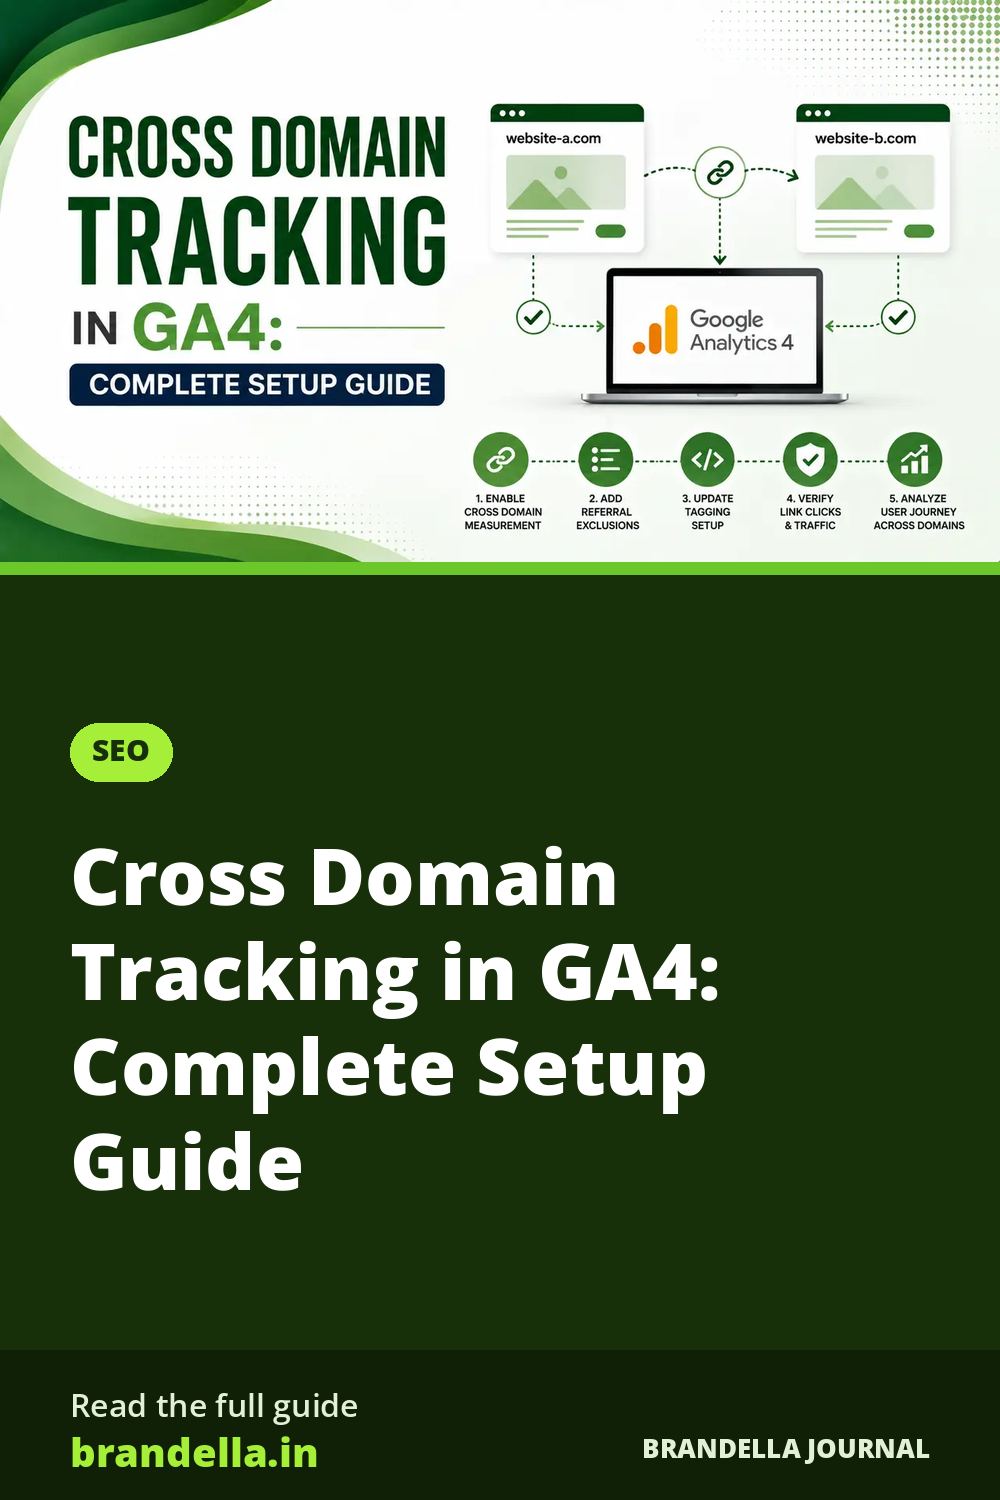 CROSS DOMAIN
TRACKING
IN GA4:
COMPLETE SETUP GUIDE
website-a.com
website-b.com
Google
Analytics 4
1. ENABLE
CROSS DOMAIN
MEASUREMENT
2. ADD
REFERRAL
EXCLUSIONS
3. UPDATE
TAGGING
SETUP
4. VERIFY
LINK CLICKS
& TRAFFIC
5. ANALYZE
USER JOURNEY
ACROSS DOMAINS
SEO
Cross Domain
Tracking in GA4:
Complete Setup
Guide
Read the full guide
brandella.in
BRANDELLA JOURNAL